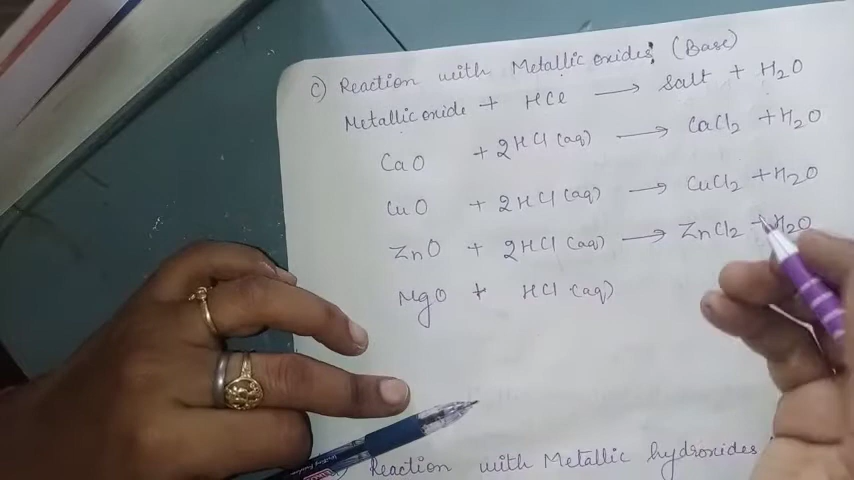 c) Reaction with Metallic oxides: (Base)
Metallic oxide + HCl → salt + H2O
CaO + 2HCl (aq) → CaCl2 + H2O
CuO + 2HCl (aq) → CuCl2 + H2O
ZnO + 2HCl (aq) → ZnCl2 + H2O
MgO + HCl (aq)
Reaction with Metallic hydroxides